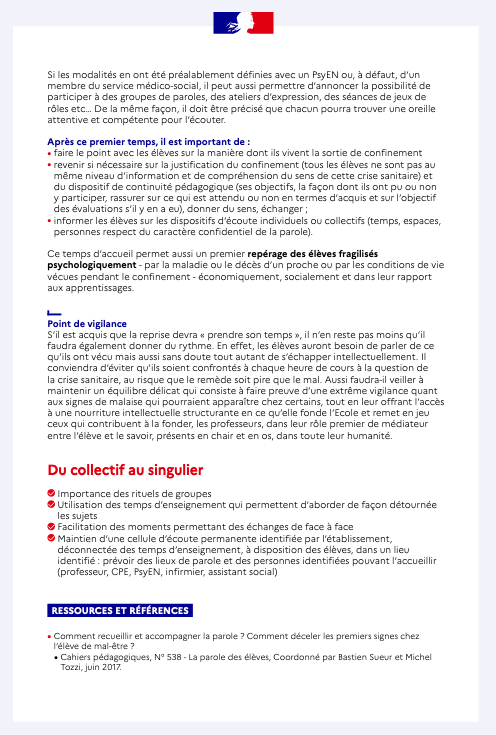 Si les modalités en ont été préalablement définies avec un PsyEN ou, à défaut, d'un
membre du service médico-social, il peut aussi permettre d'annoncer la possibilité de
participer à des groupes de paroles, des ateliers d'expression, des séances de jeux de
rôles etc… De la même façon, il doit être précisé que chacun pourra trouver une oreille
attentive et compétente pour l'écouter.
Après ce premier temps, il est important de :
• faire le point avec les élèves sur la manière dont ils vivent la sortie de confinement
• revenir si nécessaire sur la justification du confinement (tous les élèves ne sont pas au
même niveau d'information et de compréhension du sens de cette crise sanitaire) et
du dispositif de continuité pédagogique (ses objectifs, la façon dont ils ont pu ou non
y participer, rassurer sur ce qui est attendu ou non en termes d'acquis et sur l'objectif
des évaluations s'il y en a eu), donner du sens, échanger ;
• informer les élèves sur les dispositifs d'écoute individuels ou collectifs (temps, espaces,
personnes respect du caractère confidentiel de la parole).
Ce temps d'accueil permet aussi un premier repérage des élèves fragilisés
psychologiquement - par la maladie ou le décès d'un proche ou par les conditions de vie
vécues pendant le confinement - économiquement, socialement et dans leur rapport
aux apprentissages.
Point de vigilance
S'il est acquis que la reprise devra « prendre son temps », il n'en reste pas moins qu'il
faudra également donner du rythme. En effet, les élèves auront besoin de parler de ce
qu'ils ont vécu mais aussi sans doute tout autant de s'échapper intellectuellement. Il
conviendra d'éviter qu'ils soient confrontés à chaque heure de cours à la question de
la crise sanitaire, au risque que le remède soit pire que le mal. Aussi faudra-il veiller à
maintenir un équilibre délicat qui consiste à faire preuve d'une extrême vigilance quant
aux signes de malaise qui pourraient apparaître chez certains, tout en leur offrant l'accès
à une nourriture intellectuelle structurante en ce qu'elle fonde l'Ecole et remet en jeu
ceux qui contribuent à la fonder, les professeurs, dans leur rôle premier de médiateur
entre l'élève et le savoir, présents en chair et en os, dans toute leur humanité.
Du collectif au singulier
Importance des rituels de groupes
Utilisation des temps d'enseignement qui permettent d'aborder de façon détournée
les sujets
Facilitation des moments permettant des échanges de face à face
Maintien d'une cellule d'écoute permanente identifiée par l'établissement,
déconnectée des temps d'enseignement, à disposition des élèves, dans un lieu
identifié : prévoir des lieux de parole et des personnes identifiées pouvant l'accueillir
(professeur, CPE, PsyEN, infirmier, assistant social)
RESSOURCES ET RÉFÉRENCES
• Comment recueillir et accompagner la parole ? Comment déceler les premiers signes chez
l'élève de mal-être ?
• Cahiers pédagogiques, N° 538 - La parole des élèves, Coordonné par Bastien Sueur et Michel
Tozzi, juin 2017.